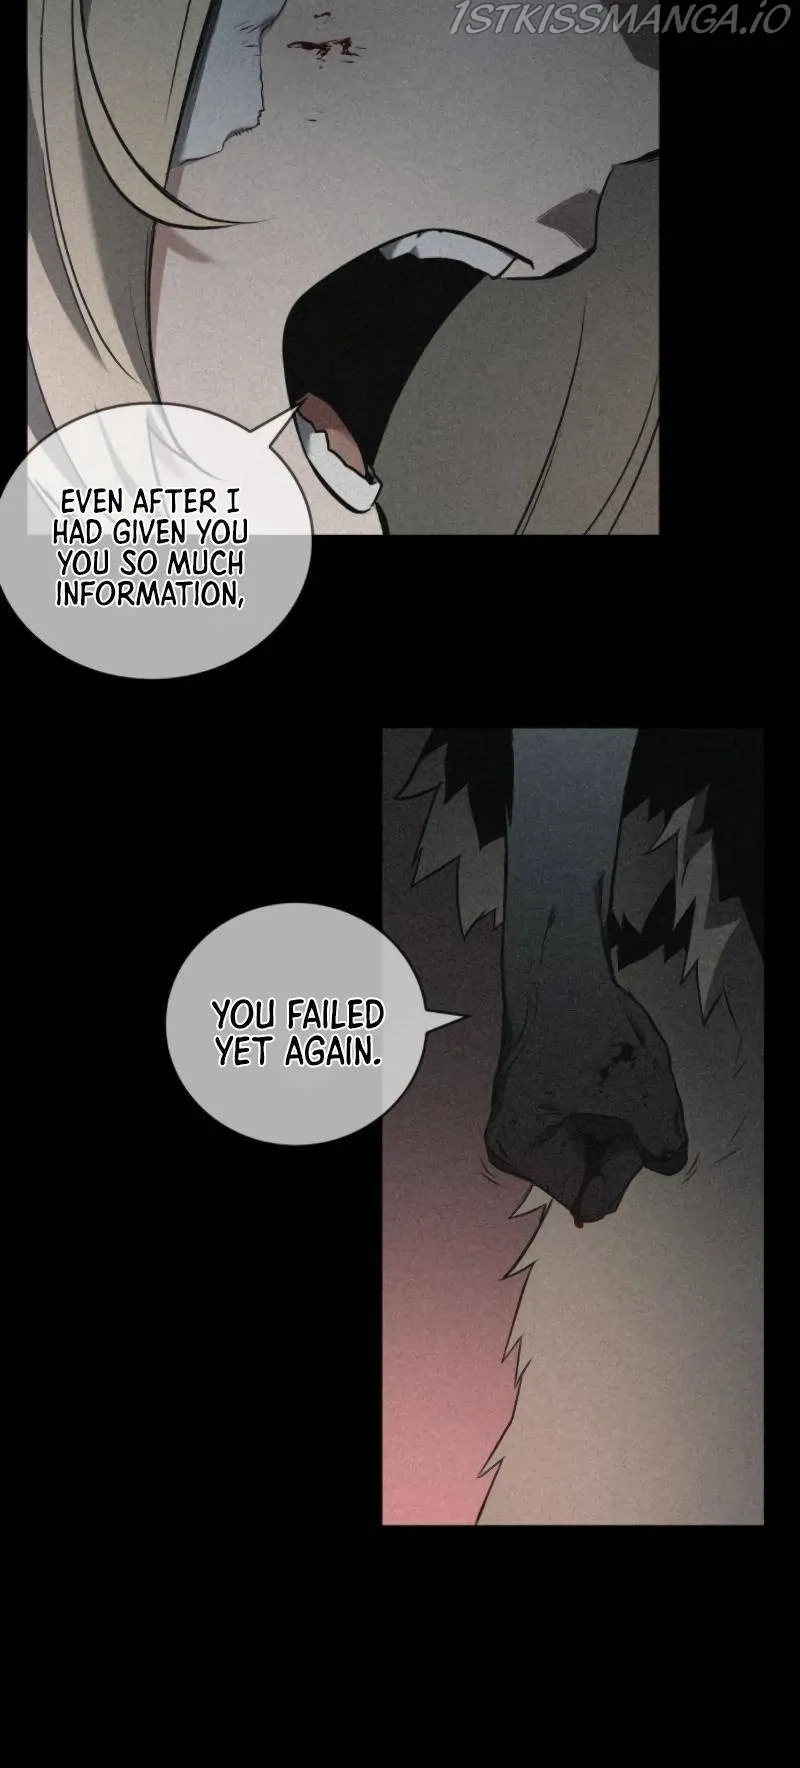 1STKISSMANGA.IO
EVEN AFTER I
HAD GIVEN YOU
YOU SO MUCH
INFORMATION,
YOU FAILED
YET AGAIN.